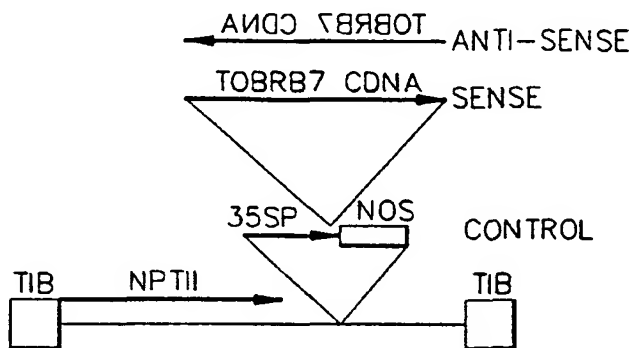 TOBRB7 CDNA ANTI-SENSE
TOBRB7 CDNA SENSE
35SP NOS CONTROL
TIB NPTII TIB